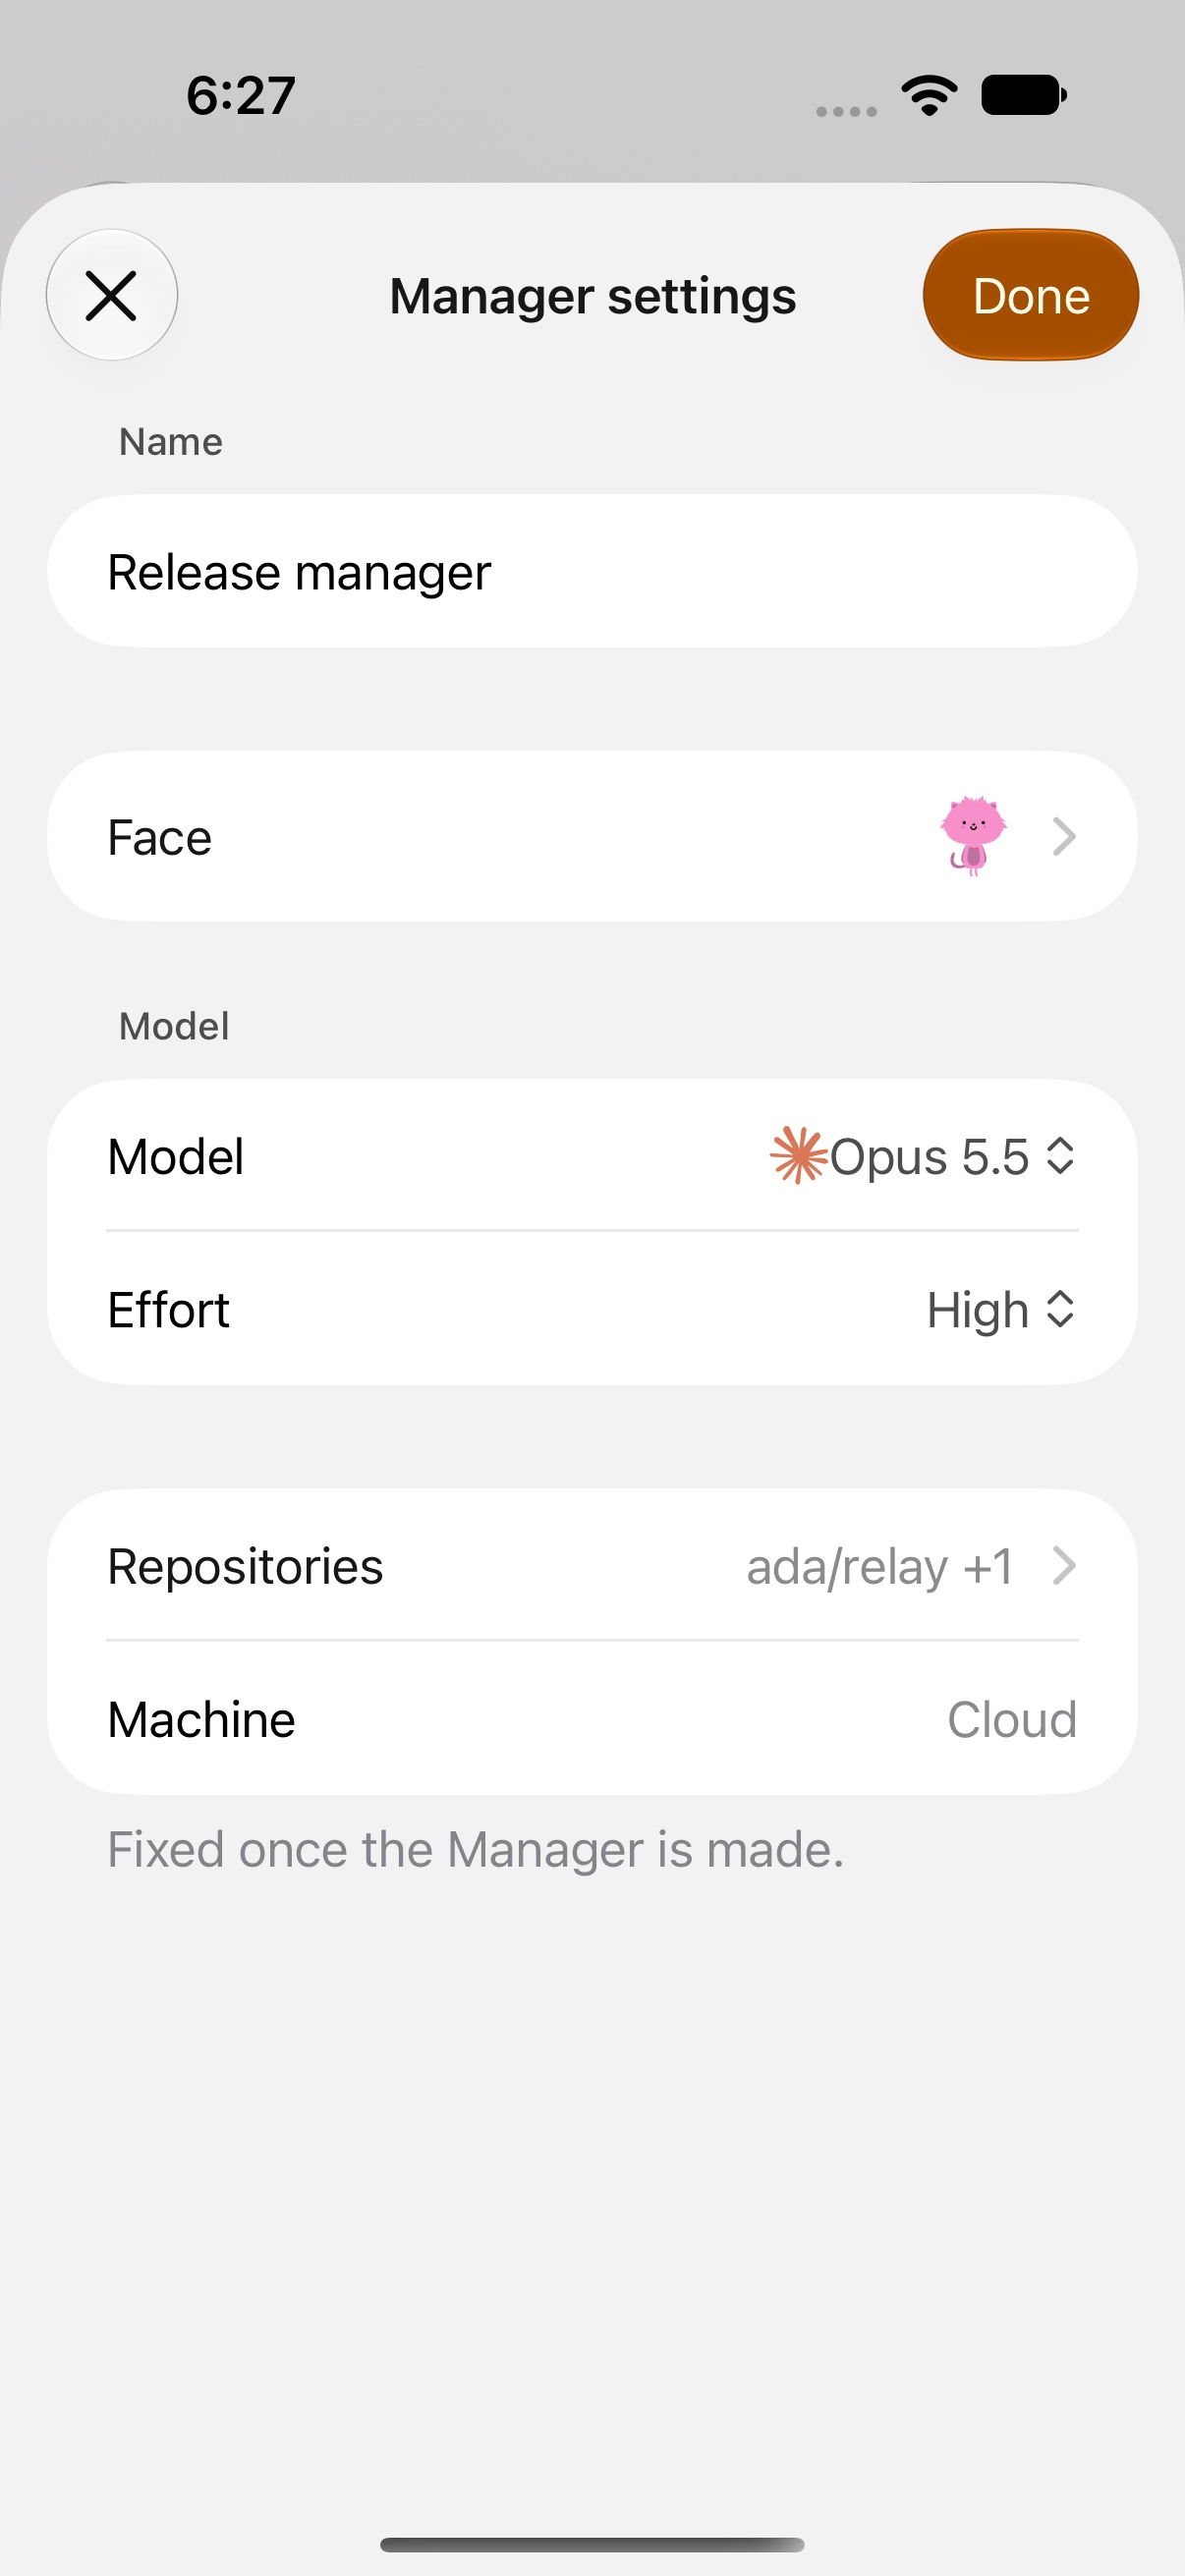 6:27
Manager settings
Done
Name
Release manager
Face
Model
Model
Opus 5.5
Effort
High
Repositories
ada/relay +1
Machine
Cloud
Fixed once the Manager is made.